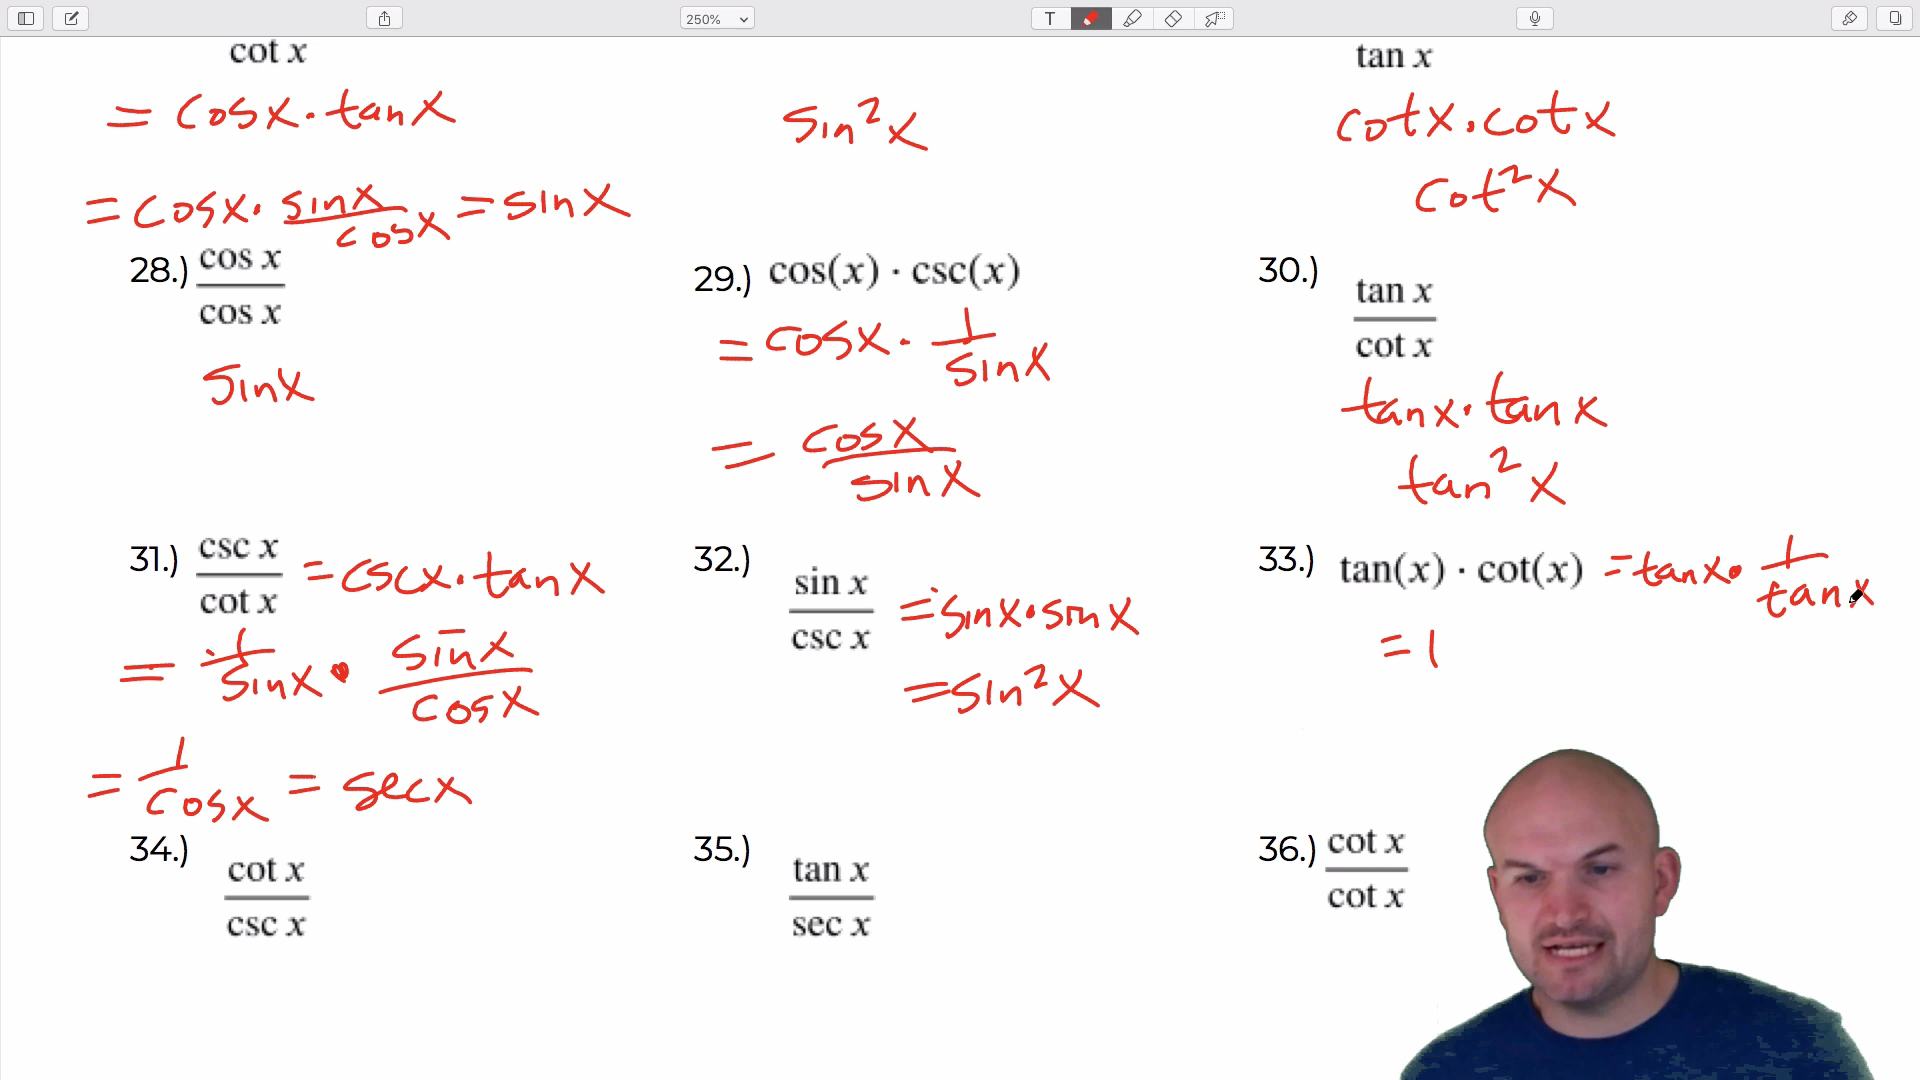 250%
T
cot x
= cosx · tanx
= cosx · sinx / cosx = sinx
sin²x
tan x
cotx · cotx
cot²x
28.) cos x / cos x
sinx
29.) cos(x) · csc(x)
= cosx · 1 / sinx
= cosx / sinx
30.) tan x / cot x
tanx · tanx
tan²x
31.) csc x / cot x = cscx · tanx
= 1 / sinx · sinx / cosx
= 1 / cosx = secx
32.) sin x / csc x = sinx · sinx
= sin²x
33.) tan(x) · cot(x) = tanx · 1 / tanx
= 1
34.) cot x / csc x
35.) tan x / sec x
36.) cot x / cot x